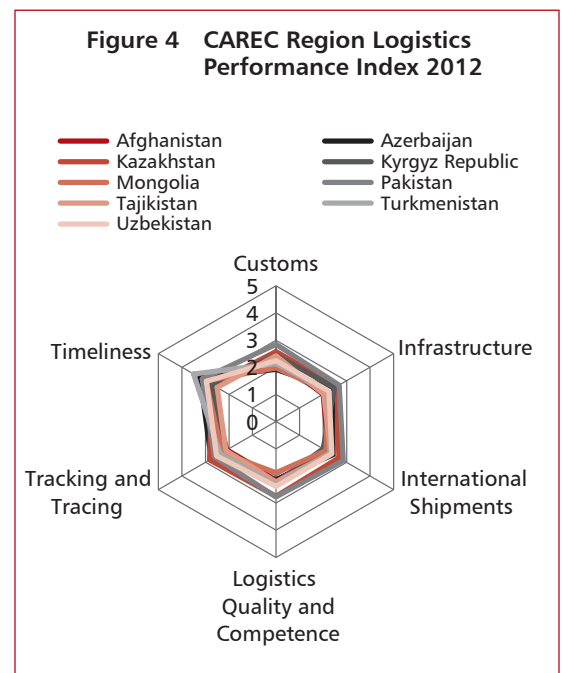 Figure 4 CAREC Region Logistics
Performance Index 2012
Afghanistan
Kazakhstan
Mongolia
Tajikistan
Uzbekistan
Azerbaijan
Kyrgyz Republic
Pakistan
Turkmenistan
Customs
5
4
3
2
1
0
Timeliness
Infrastructure
Tracking and
Tracing
International
Shipments
Logistics
Quality and
Competence